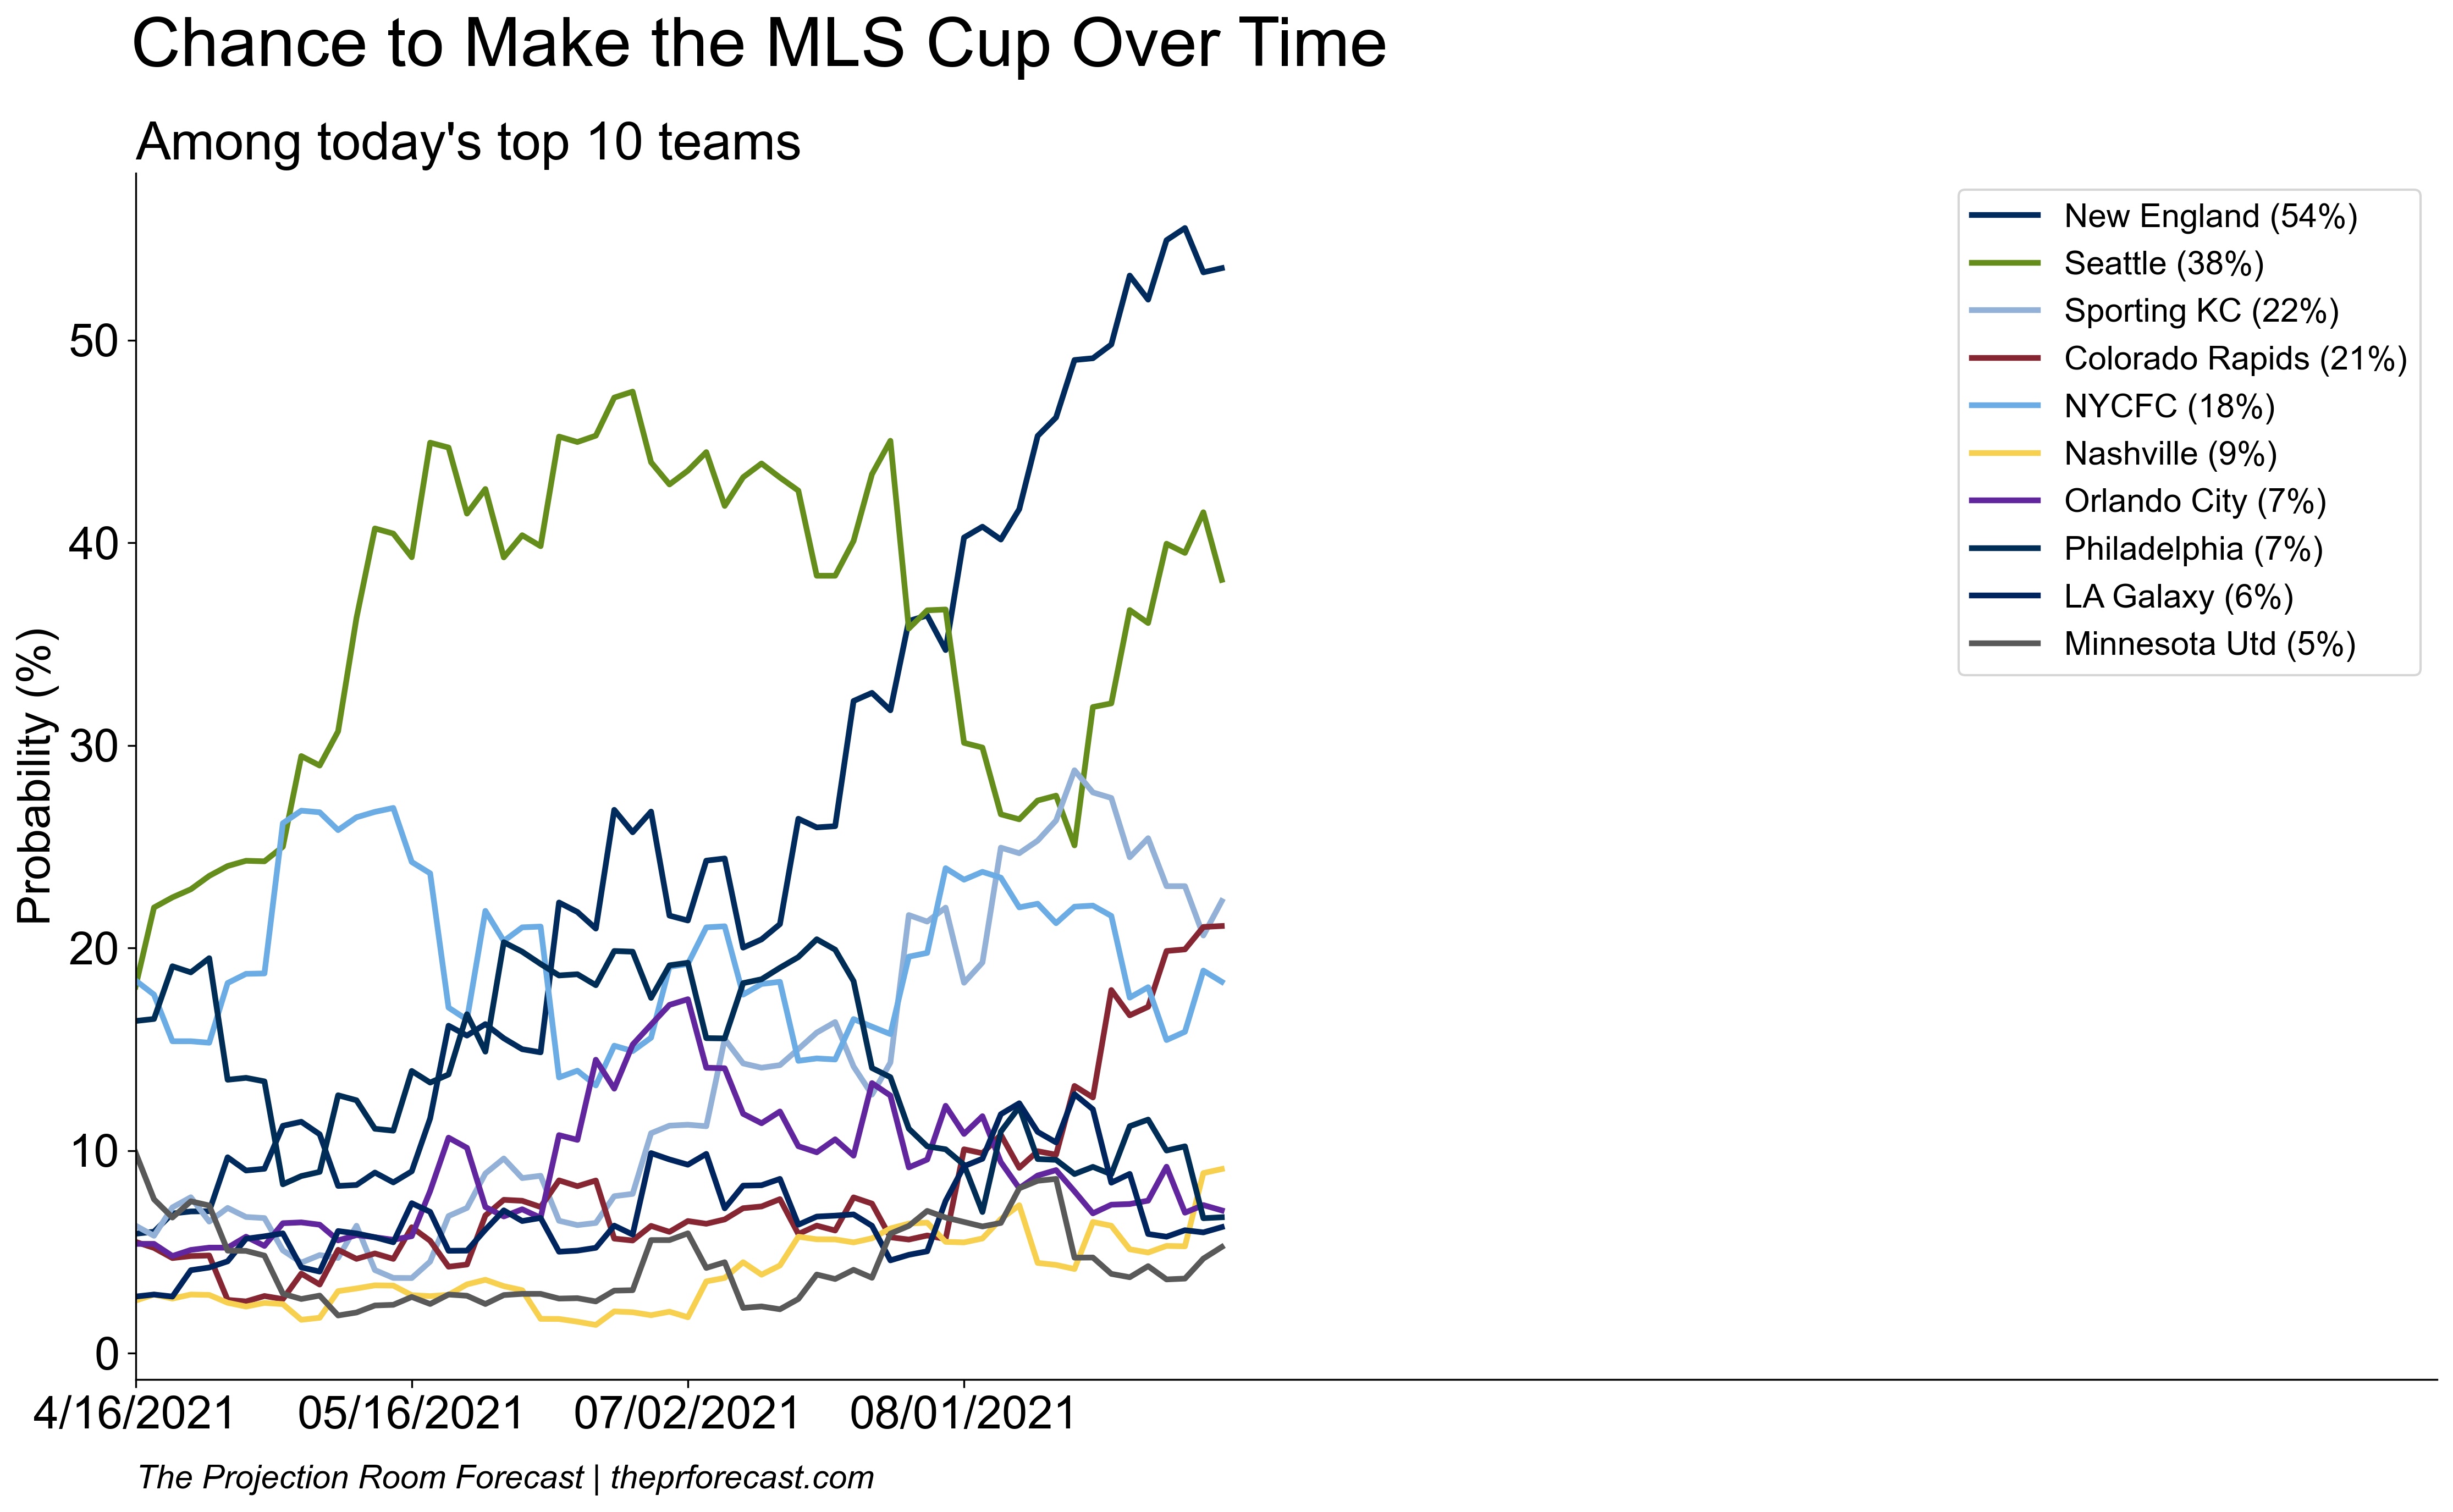 Chance to Make the MLS Cup Over Time
Among today's top 10 teams
New England (54%)
Seattle (38%)
Sporting KC (22%)
Colorado Rapids (21%)
NYCFC (18%)
Nashville (9%)
Orlando City (7%)
Philadelphia (7%)
LA Galaxy (6%)
Minnesota Utd (5%)
Probability (%)
50
40
30
20
10
0
4/16/2021
05/16/2021
07/02/2021
08/01/2021
The Projection Room Forecast | theprforecast.com